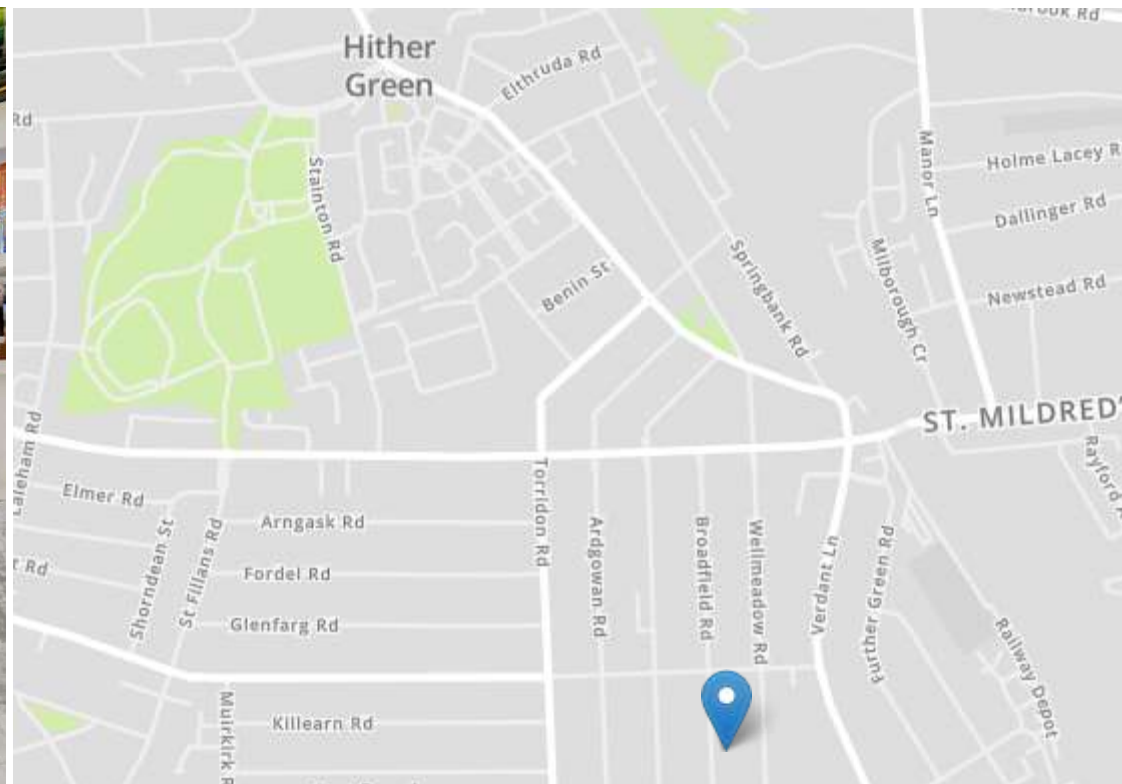 Hither
Green
Elthruda Rd
Rd
Stainton Rd
Manor Ln
Holme Lacey R
Dallinger Rd
Springbank Rd
Milborough Cr
Benin St
Newstead Rd
ST. MILDRED'
Laleham Rd
Rayford
Elmer Rd
Torridon Rd
Arngask Rd
Shorndean St
St Fillans Rd
Ardgowan Rd
Broadfield Rd
Wellmeadow Rd
Verdant Ln
Further Green Rd
Rd
Fordel Rd
Glenfarg Rd
Railway Depot
Muirkirk R
Killearn Rd